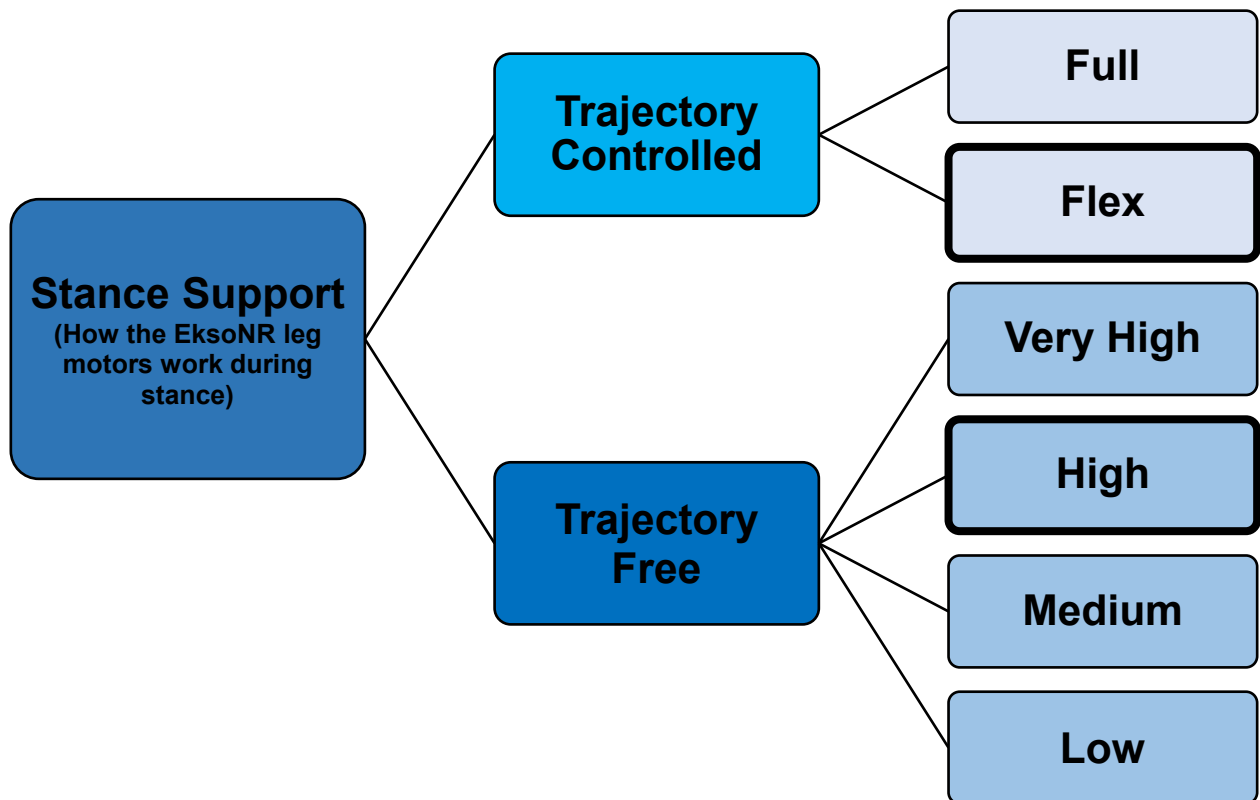 Stance Support
(How the EksoNR leg
motors work during
stance)
Trajectory
Controlled
Trajectory
Free
Full
Flex
Very High
High
Medium
Low